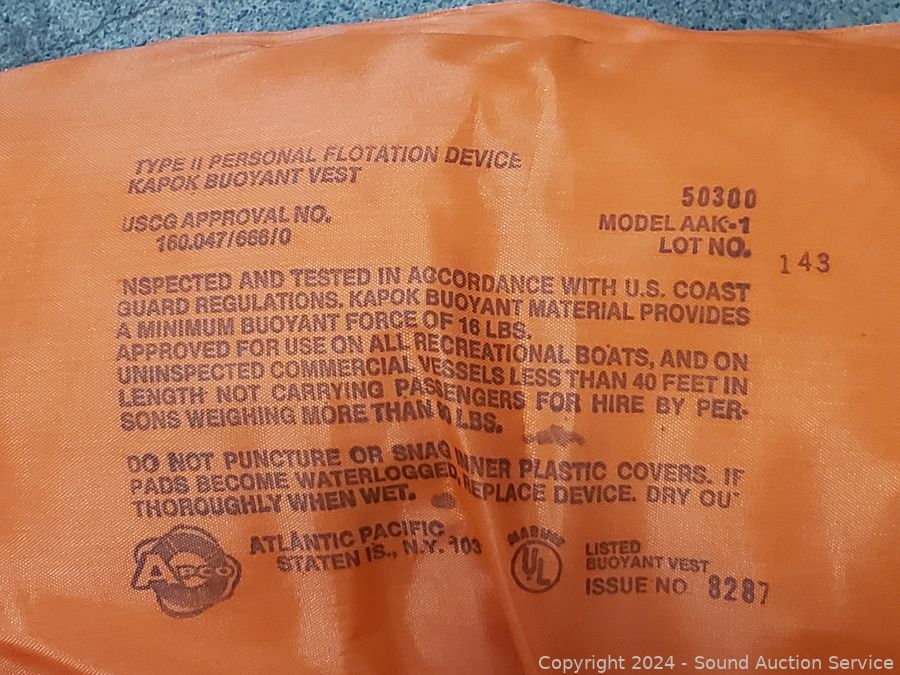 TYPE II PERSONAL FLOTATION DEVICE
KAPOK BUOYANT VEST
USCG APPROVAL NO.
160.047/666/0
50300
MODEL AAK-1
LOT NO.
143
NSPECTED AND TESTED IN ACCORDANCE WITH U.S. COAST
GUARD REGULATIONS. KAPOK BUOYANT MATERIAL PROVIDES
A MINIMUM BUOYANT FORCE OF 16 LBS.
APPROVED FOR USE ON ALL RECREATIONAL BOATS, AND ON
UNINSPECTED COMMERCIAL VESSELS LESS THAN 40 FEET IN
LENGTH NOT CARRYING PASSENGERS FOR HIRE BY PER-
SONS WEIGHING MORE THAN LBS.
DO NOT PUNCTURE OR SNAG INNER PLASTIC COVERS. IF
PADS BECOME WATERLOGGED, REPLACE DEVICE. DRY OU
THOROUGHLY WHEN WET.
ATLANTIC PACIFIC
STATEN IS., N.Y. 103
MARINE
UL
LISTED
BUOYANT VEST
ISSUE NO 8287
Copyright 2024 - Sound Auction Service